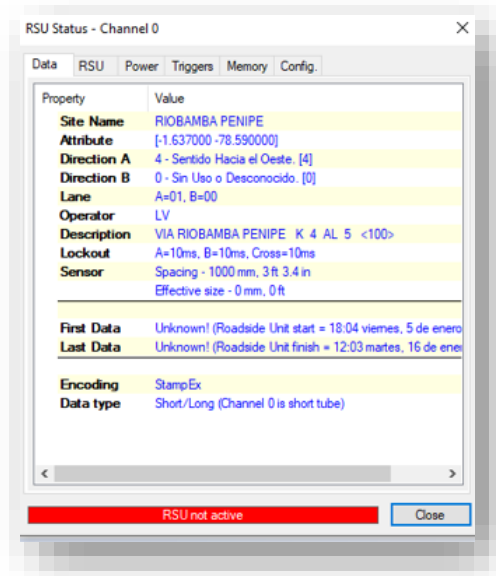 RSU Status - Channel 0
Data RSU Power Triggers Memory Config.
Property Value
Site Name RIOBAMBA PENIPE
Attribute [-1.637000 -78.590000]
Direction A 4 - Sentido Hacia el Oeste. [4]
Direction B 0 - Sin Uso o Desconocido. [0]
Lane A=01, B=00
Operator LV
Description VIA RIOBAMBA PENIPE K 4 AL 5 <100>
Lockout A=10ms, B=10ms, Cross=10ms
Sensor Spacing - 1000 mm, 3 ft 3.4 in
Effective size - 0 mm, 0 ft
First Data Unknown! (Roadside Unit start = 18:04 viernes, 5 de enero
Last Data Unknown! (Roadside Unit finish = 12:03 martes, 16 de ener
Encoding StampEx
Data type Short/Long (Channel 0 is short tube)
RSU not active Close